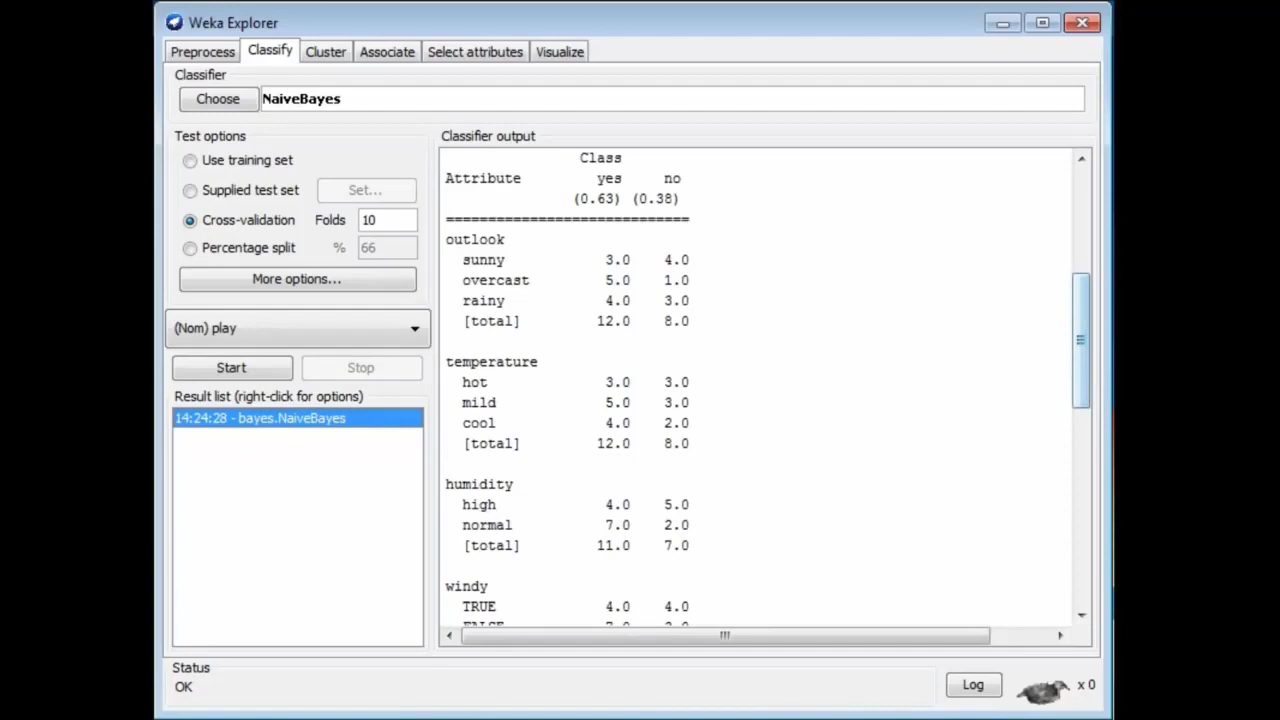 Weka Explorer
Preprocess Classify Cluster Associate Select attributes Visualize
Classifier
Choose NaiveBayes
Test options
Use training set
Supplied test set Set...
Cross-validation Folds 10
Percentage split % 66
More options...
(Nom) play
Start Stop
Result list (right-click for options)
14:24:28 - bayes.NaiveBayes
Classifier output
Class
Attribute yes no
(0.63) (0.38)
=============================
outlook
sunny 3.0 4.0
overcast 5.0 1.0
rainy 4.0 3.0
[total] 12.0 8.0
temperature
hot 3.0 3.0
mild 5.0 3.0
cool 4.0 2.0
[total] 12.0 8.0
humidity
high 4.0 5.0
normal 7.0 2.0
[total] 11.0 7.0
windy
TRUE 4.0 4.0
FALSE
Status
OK
Log
x 0